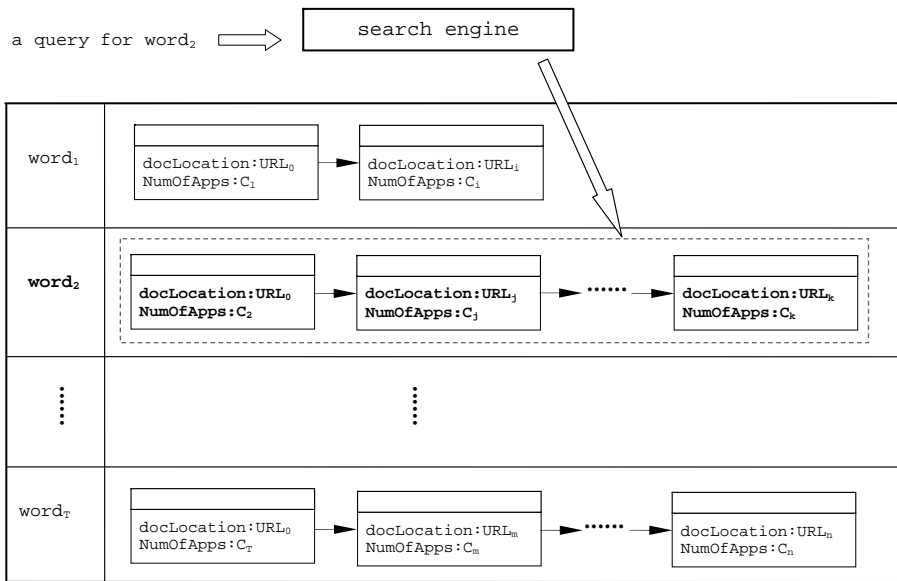 search engine
a query for word₂
word₁
docLocation:URL₀
NumOfApps:C₁
docLocation:URLᵢ
NumOfApps:Cᵢ
word₂
docLocation:URL₀
NumOfApps:C₂
docLocation:URLⱼ
NumOfApps:Cⱼ
......
docLocation:URLₖ
NumOfApps:Cₖ
word_T
docLocation:URL₀
NumOfApps:C_T
docLocation:URLₘ
NumOfApps:Cₘ
......
docLocation:URLₙ
NumOfApps:Cₙ